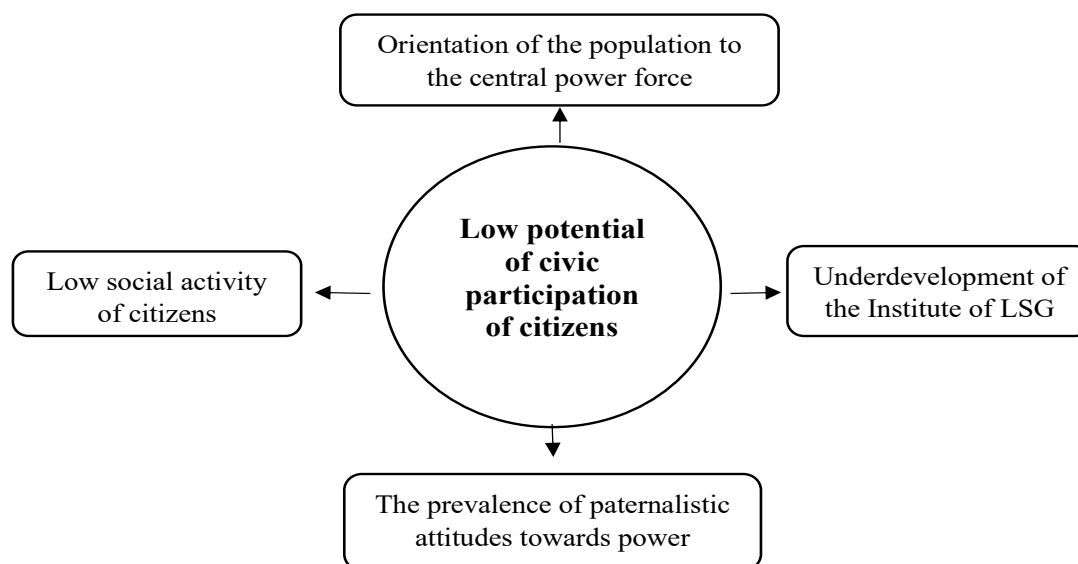 Orientation of the population to
the central power force
Low potential
of civic
participation
of citizens
Low social activity
of citizens
Underdevelopment of
the Institute of LSG
The prevalence of paternalistic
attitudes towards power